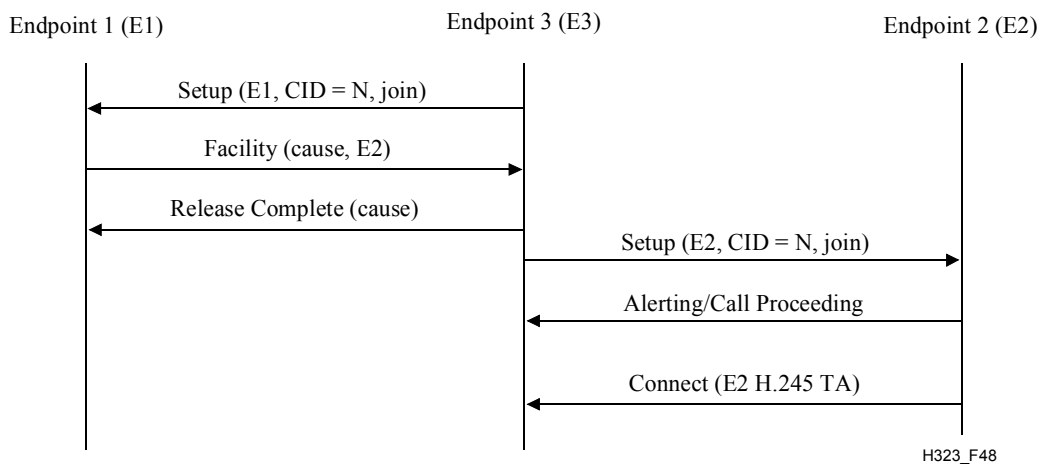 Endpoint 1 (E1)
Endpoint 3 (E3)
Endpoint 2 (E2)
Setup (E1, CID = N, join)
Facility (cause, E2)
Release Complete (cause)
Setup (E2, CID = N, join)
Alerting/Call Proceeding
Connect (E2 H.245 TA)
H323_F48